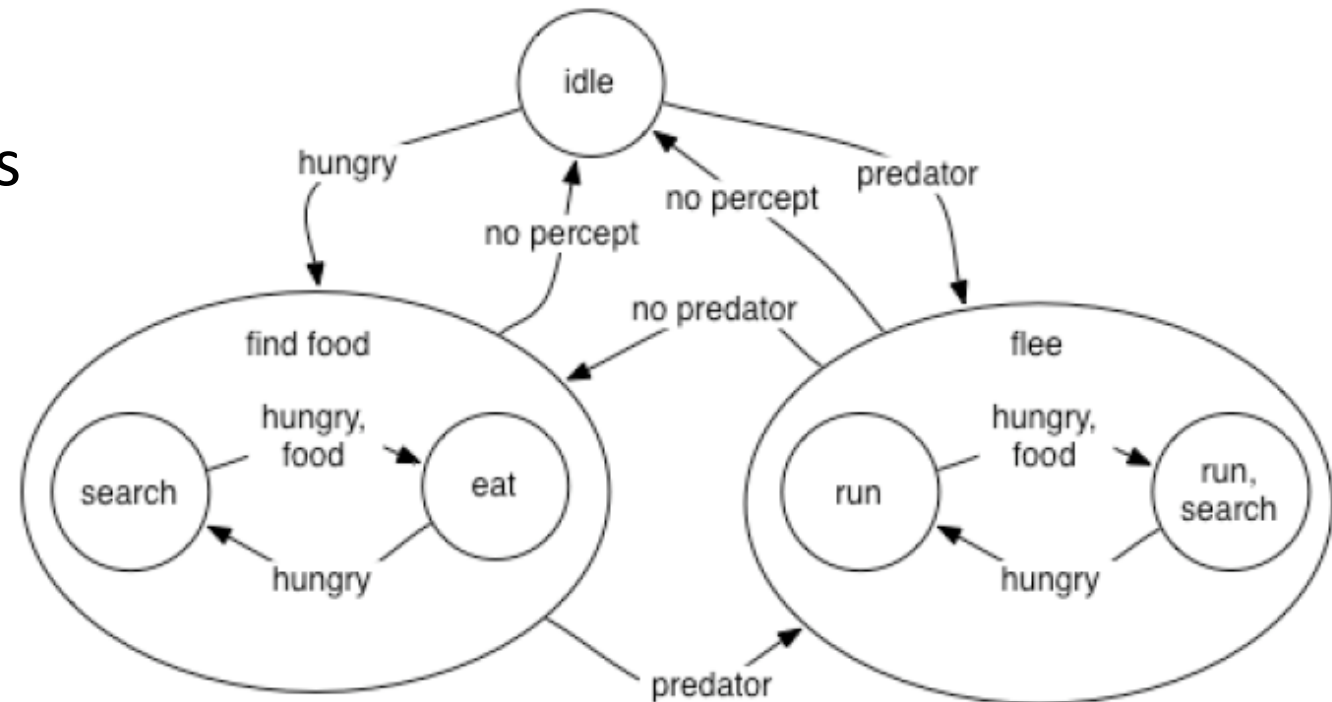 idle
s
hungry
predator
no percept
no percept
no predator
find food
flee
hungry,
food
hungry,
food
search
eat
run
run,
search
hungry
hungry
predator